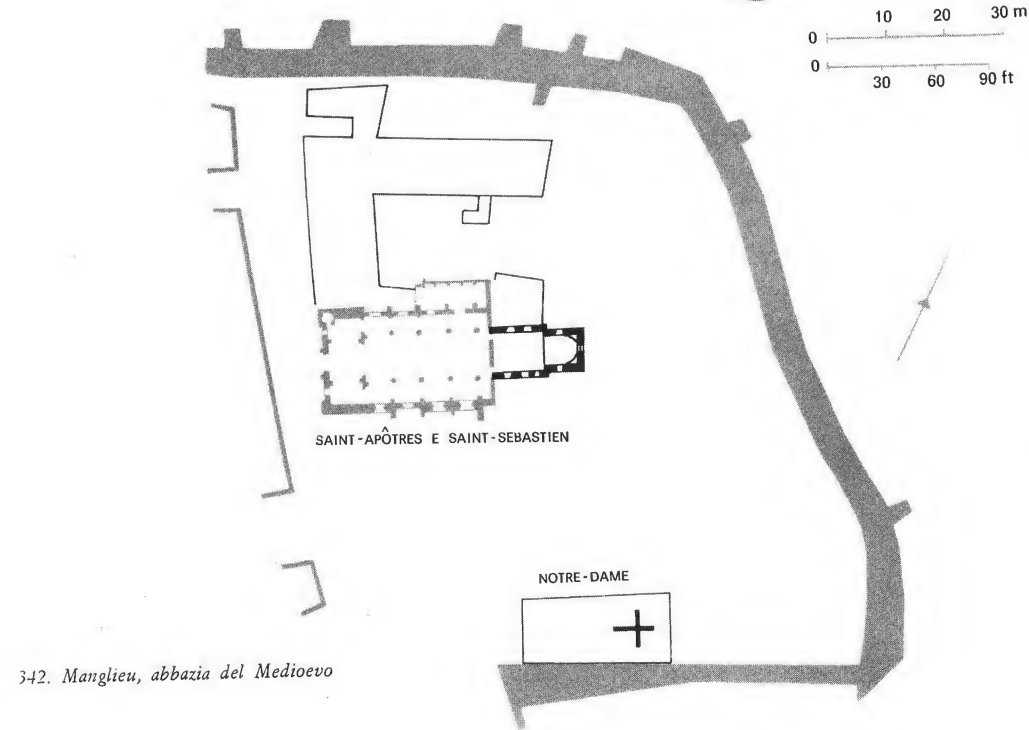 10 20 30 m
0
0
30 60 90 ft
SAINT-APÔTRES E SAINT-SEBASTIEN
NOTRE-DAME
342. Manglieu, abbazia del Medioevo